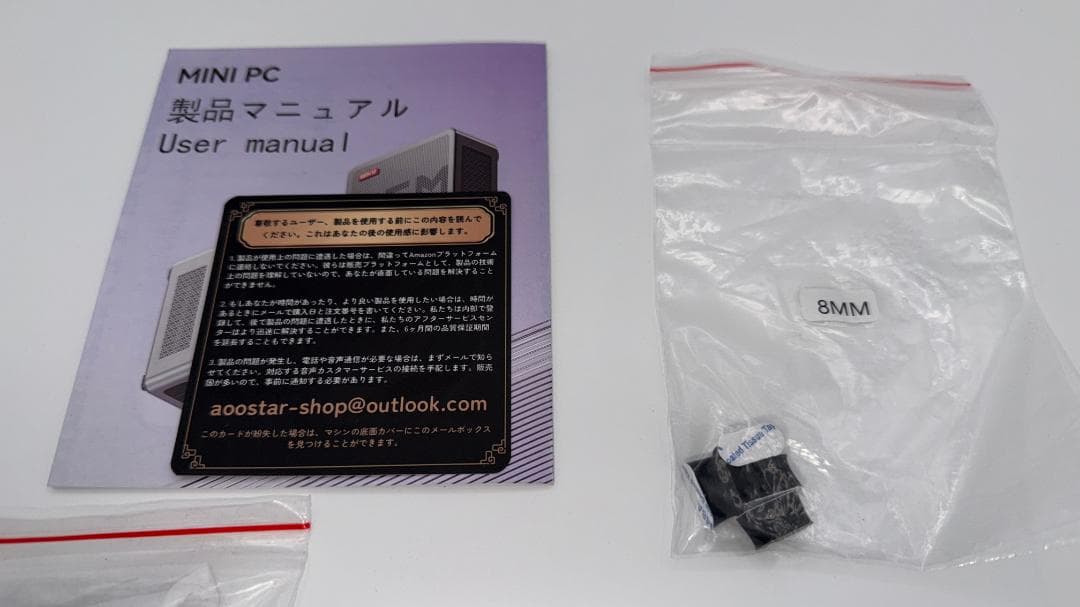 MINI PC
製品マニュアル
User manual
尊敬するユーザー、製品を使用する前にこの内容を読んで
ください。これはあなたの後の使用感に影響します。
1. 製品が使用上の問題に遭遇した場合は、間違ってAmazonプラットフォーム
に連絡しないでください。彼らは販売プラットフォームとして、製品の技術
上の問題を理解していないので、あなたが直面している問題を解決すること
ができません。
2. もしあなたが時間があったり、より良い製品を使用したい場合は、時間が
あるときにメールで購入日と注文番号を書いてください。私たちは内部で登
録して、後で製品の問題に遭遇したときに、私たちのアフターサービスセン
ターはより迅速に解決することができます。また、6ヶ月間の品質保証期間
を延長することもできます。
3. 製品の問題が発生し、電話や音声通信が必要な場合は、まずメールで知ら
せてください。対応する音声カスタマーサービスの接続を手配します。販売
国が多いので、事前に通知する必要があります。
aoostar-shop@outlook.com
このカードが紛失した場合は、マシンの底面カバーにこのメールボックス
を見つけることができます。
8MM